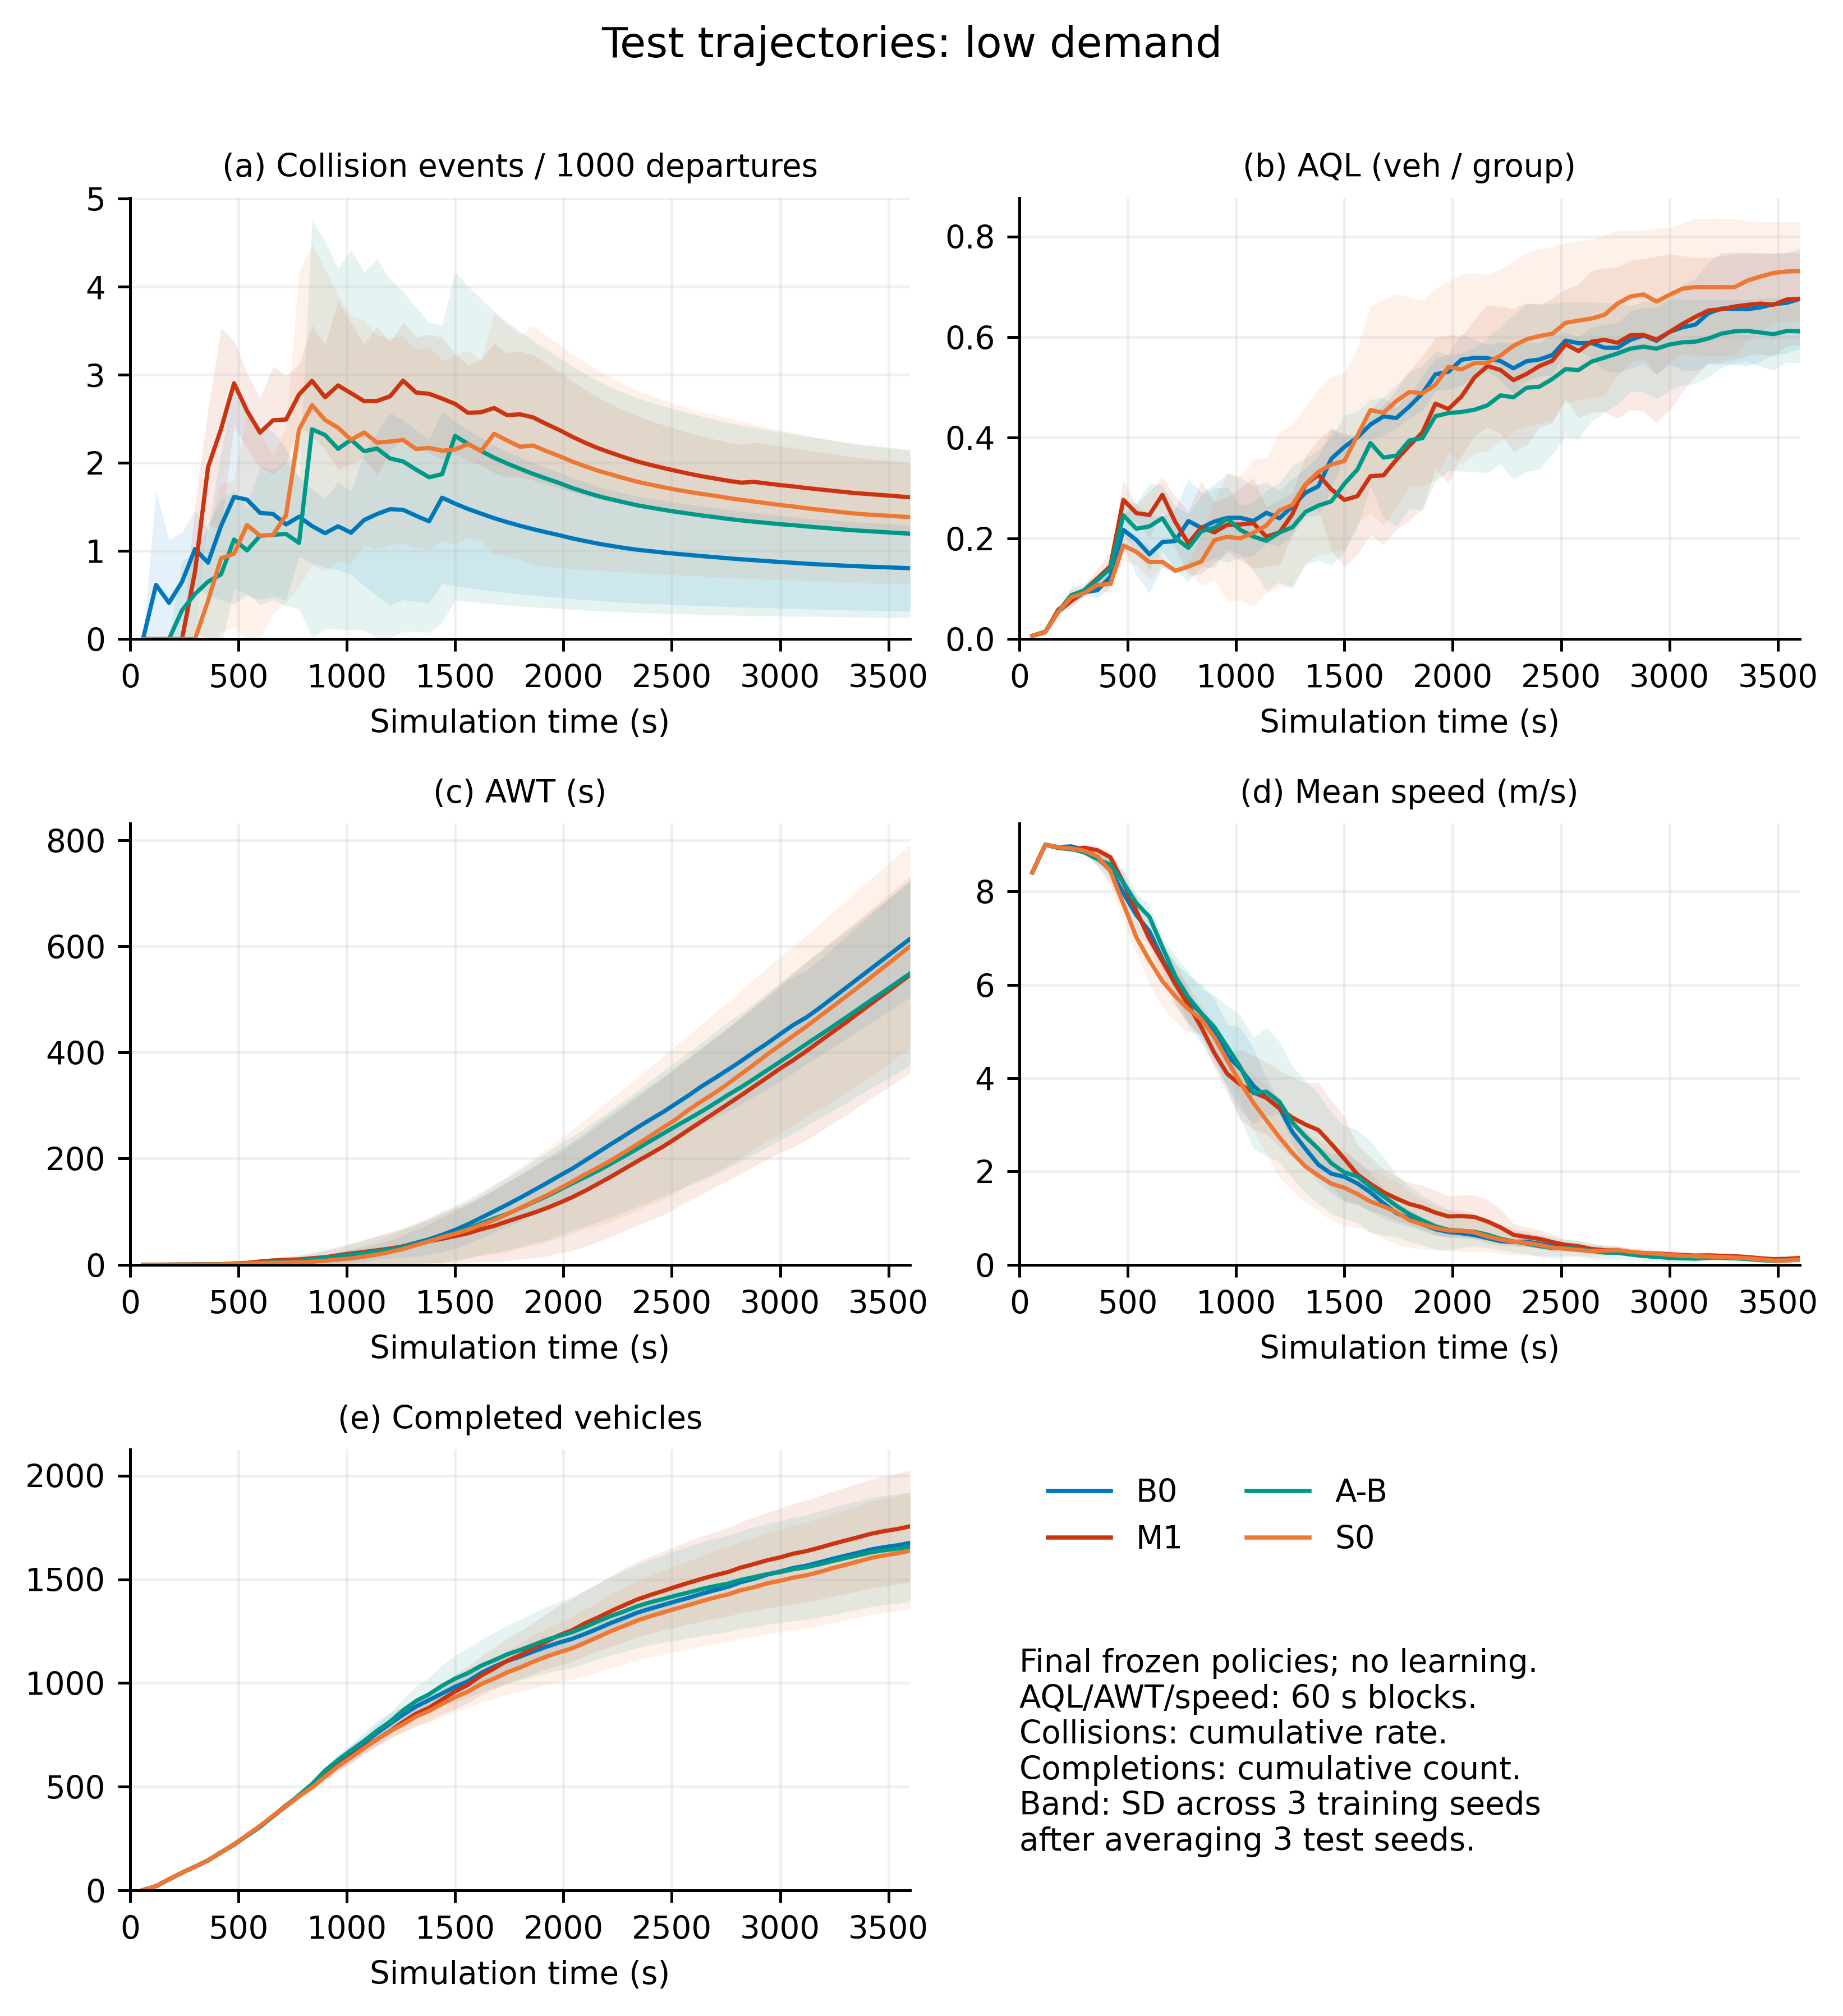 Test trajectories: low demand
(a) Collision events / 1000 departures
5
4
3
2
1
0
0 500 1000 1500 2000 2500 3000 3500
Simulation time (s)
(b) AQL (veh / group)
0.8
0.6
0.4
0.2
0.0
0 500 1000 1500 2000 2500 3000 3500
Simulation time (s)
(c) AWT (s)
800
600
400
200
0
0 500 1000 1500 2000 2500 3000 3500
Simulation time (s)
(d) Mean speed (m/s)
8
6
4
2
0
0 500 1000 1500 2000 2500 3000 3500
Simulation time (s)
(e) Completed vehicles
2000
1500
1000
500
0
0 500 1000 1500 2000 2500 3000 3500
Simulation time (s)
B0 A-B
M1 S0
Final frozen policies; no learning.
AQL/AWT/speed: 60 s blocks.
Collisions: cumulative rate.
Completions: cumulative count.
Band: SD across 3 training seeds
after averaging 3 test seeds.